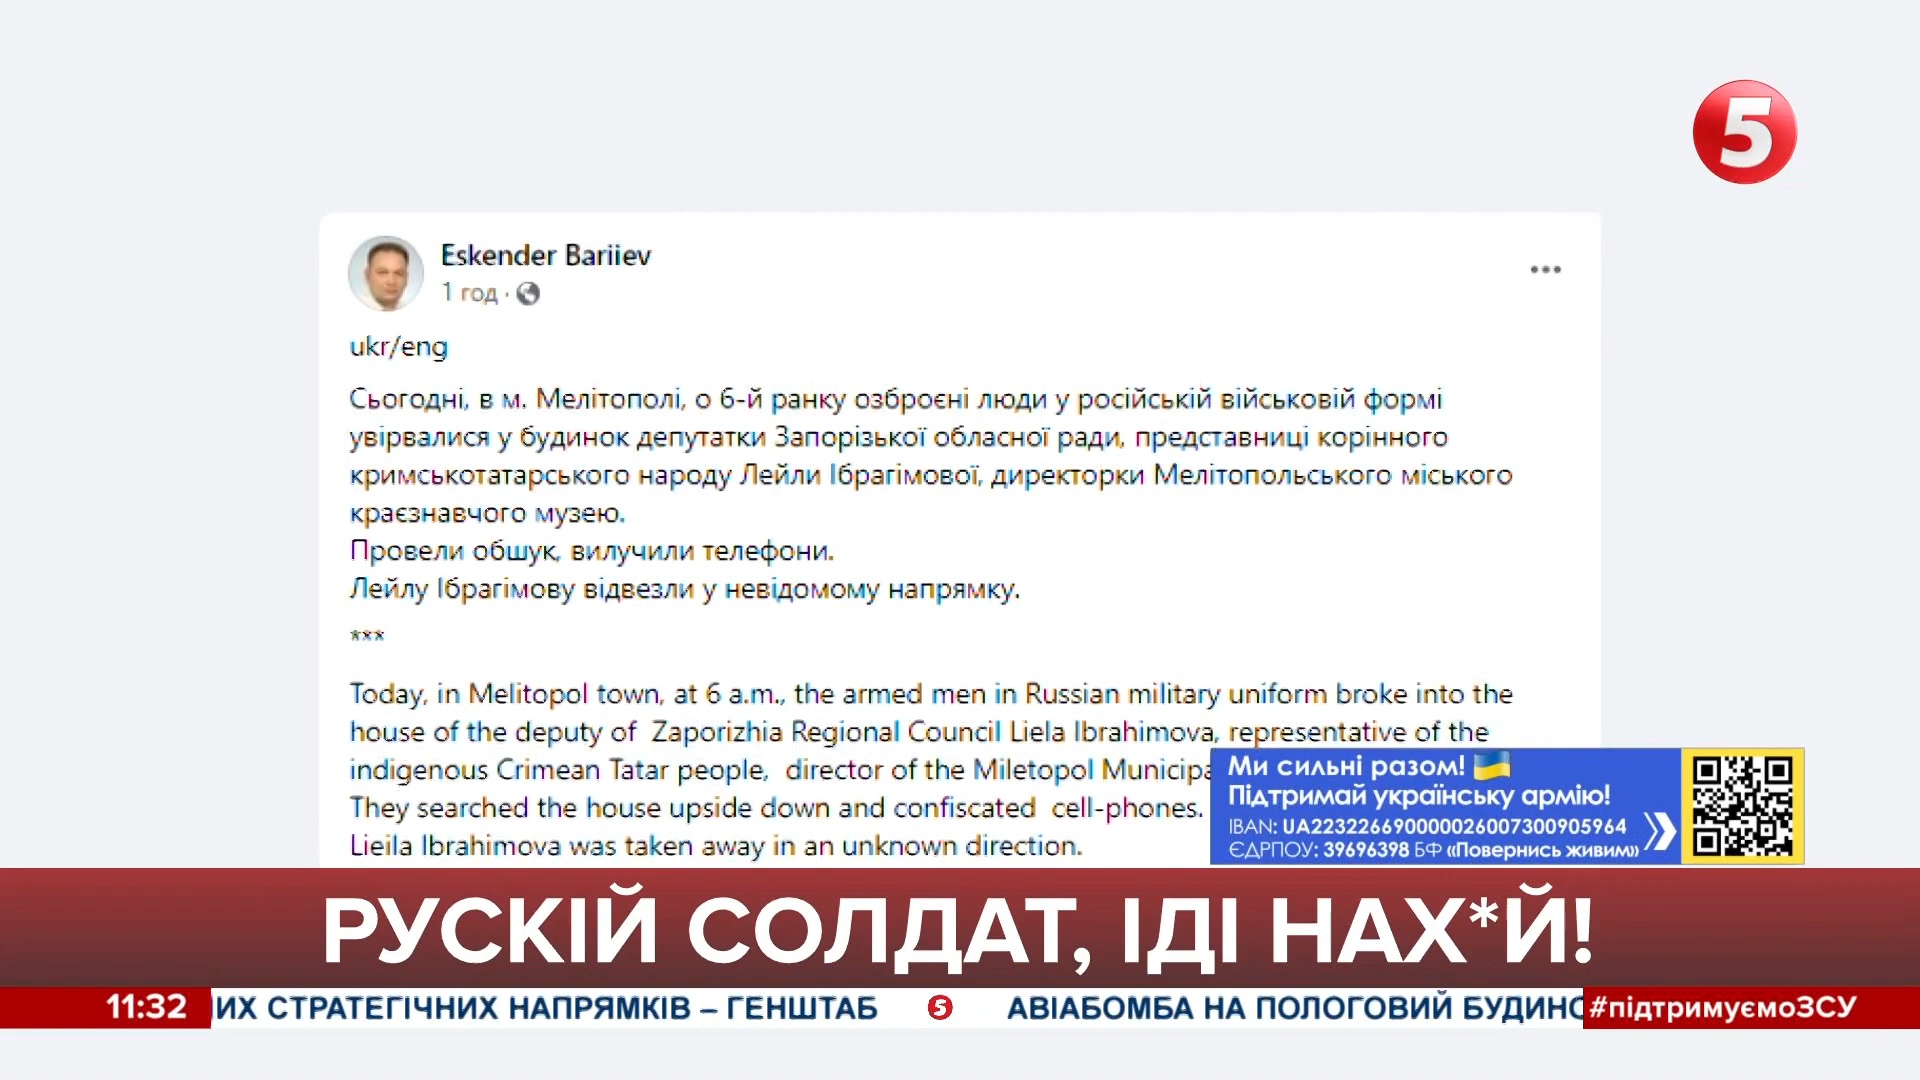 5
Eskender Bariiev
1 год ·
ukr/eng
Сьогодні, в м. Мелітополі, о 6-й ранку озброєні люди у російській військовій формі
увірвалися у будинок депутатки Запорізької обласної ради, представниці корінного
кримськотатарського народу Лейли Ібрагімової, директорки Мелітопольського міського
краєзнавчого музею.
Провели обшук, вилучили телефони.
Лейлу Ібрагімову відвезли у невідомому напрямку.
***
Today, in Melitopol town, at 6 a.m., the armed men in Russian military uniform broke into the
house of the deputy of Zaporizhia Regional Council Liela Ibrahimova, representative of the
indigenous Crimean Tatar people, director of the Miletopol Municipa
They searched the house upside down and confiscated cell-phones.
Lieila Ibrahimova was taken away in an unknown direction.
Ми сильні разом!
Підтримай українську армію!
IBAN: UA223226690000026007300905964
ЄДРПОУ: 39696398 БФ «Повернись живим»
РУСКІЙ СОЛДАТ, ІДІ НАХ*Й!
11:32 ИХ СТРАТЕГІЧНИХ НАПРЯМКІВ – ГЕНШТАБ 5 АВІАБОМБА НА ПОЛОГОВИЙ БУДИНО #підтримуємоЗСУ